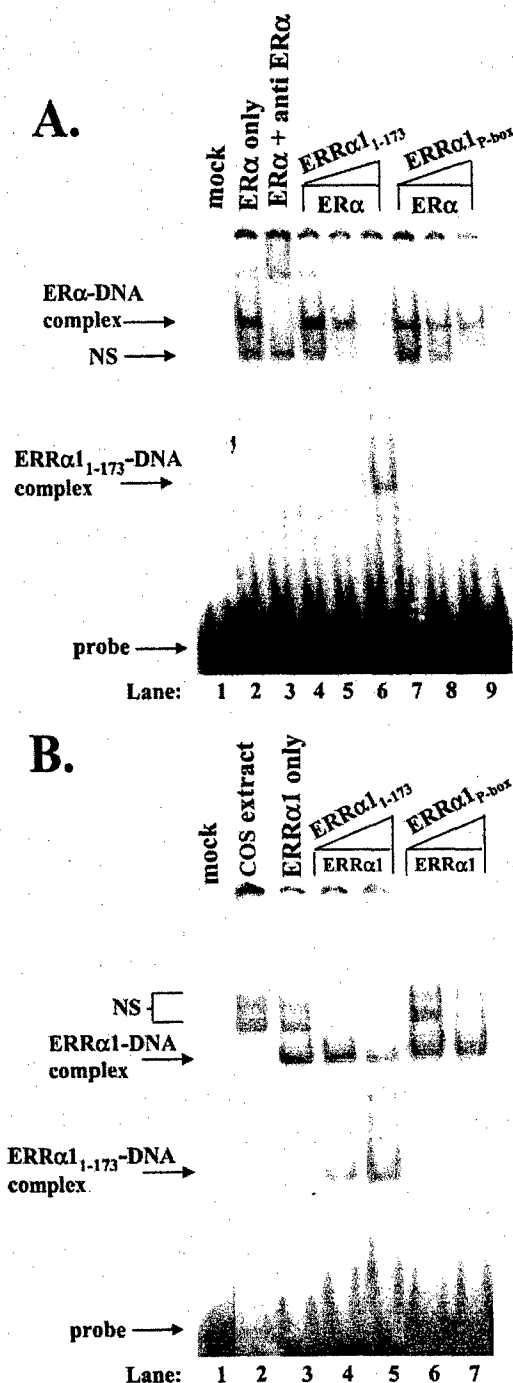 A.
mock
ERα only
ERα + anti ERα
ERRα1₁₋₁₇₃
ERα
ERRα1P-box
ERα
ERα-DNA
complex
NS
ERRα1₁₋₁₇₃-DNA
complex
probe
Lane: 1 2 3 4 5 6 7 8 9
B.
mock
COS extract
ERRα1 only
ERRα1₁₋₁₇₃
ERRα1
ERRα1P-box
ERRα1
NS
ERRα1-DNA
complex
ERRα1₁₋₁₇₃-DNA
complex
probe
Lane: 1 2 3 4 5 6 7